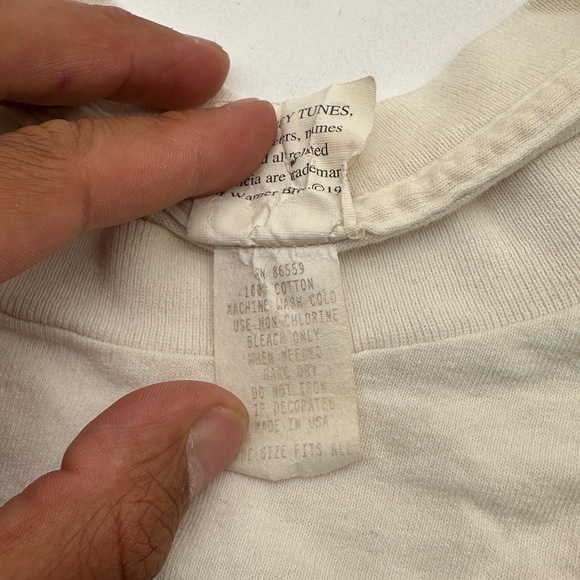 EY TUNES,
ers, names
d all related
cia are trademar
Warner Bro ©19
RN 86559
100% COTTON
MACHINE WASH COLD
USE NON CHLORINE
BLEACH ONLY
WHEN NEEDED
DRY
DO NOT IRON
IF DECORATED
MADE IN USA
NE SIZE FITS ALL